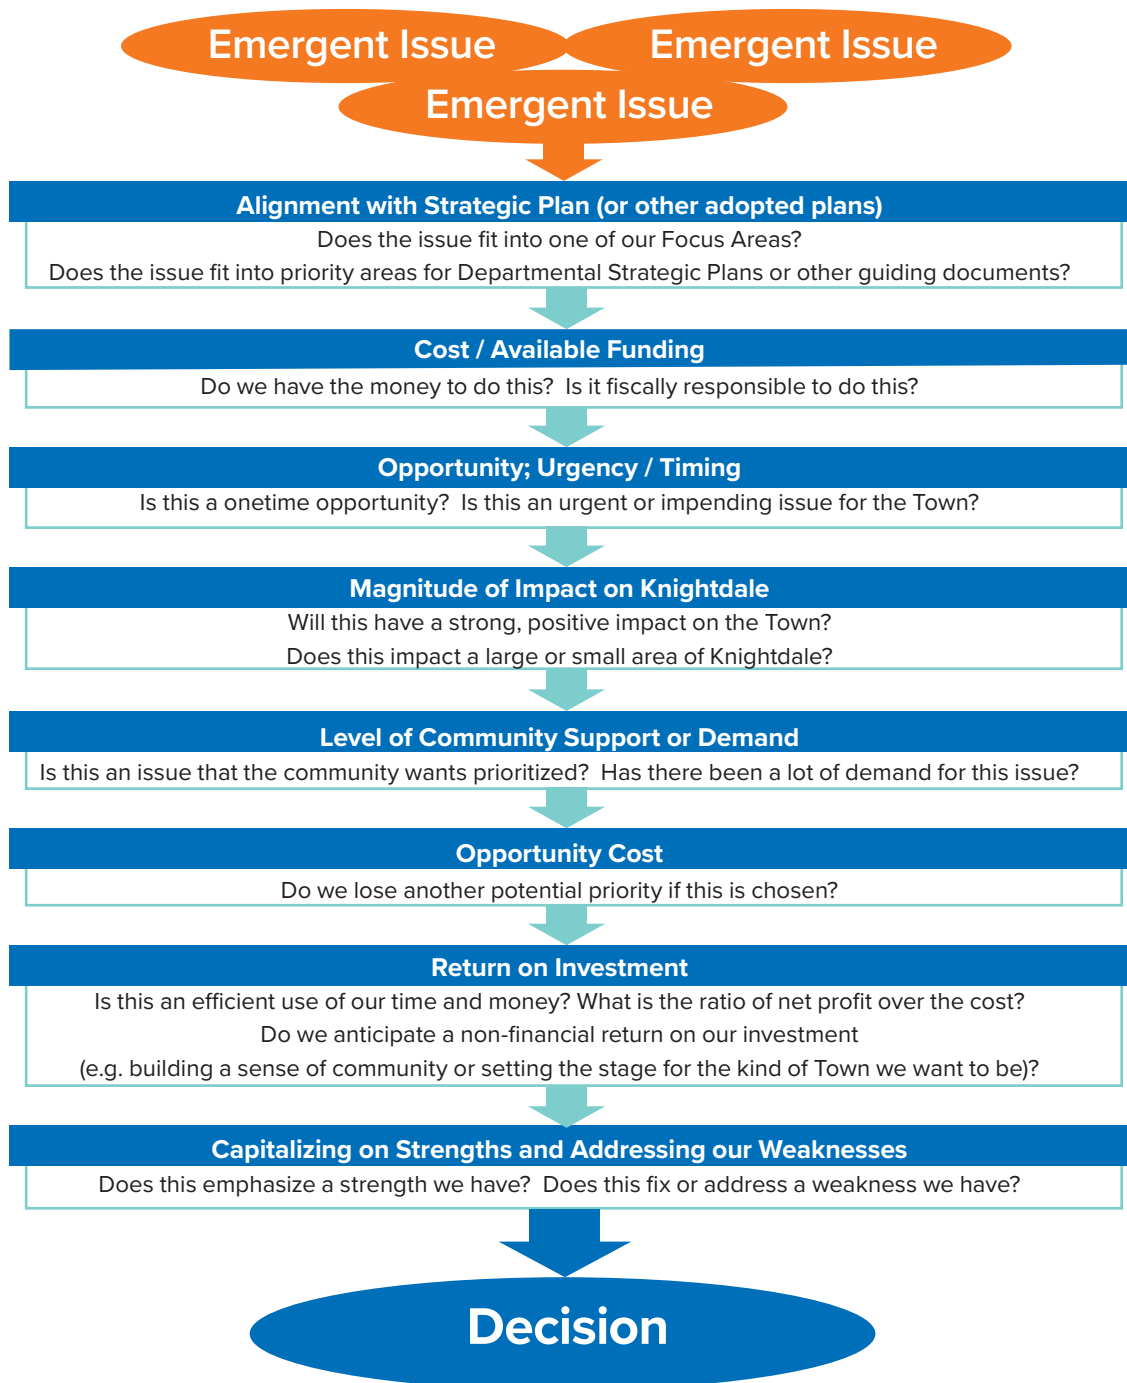 Emergent Issue
Emergent Issue
Emergent Issue
Alignment with Strategic Plan (or other adopted plans)
Does the issue fit into one of our Focus Areas?
Does the issue fit into priority areas for Departmental Strategic Plans or other guiding documents?
Cost / Available Funding
Do we have the money to do this?  Is it fiscally responsible to do this?
Opportunity; Urgency / Timing
Is this a onetime opportunity?  Is this an urgent or impending issue for the Town?
Magnitude of Impact on Knightdale
Will this have a strong, positive impact on the Town?
Does this impact a large or small area of Knightdale?
Level of Community Support or Demand
Is this an issue that the community wants prioritized?  Has there been a lot of demand for this issue?
Opportunity Cost
Do we lose another potential priority if this is chosen?
Return on Investment
Is this an efficient use of our time and money? What is the ratio of net profit over the cost?
Do we anticipate a non-financial return on our investment
(e.g. building a sense of community or setting the stage for the kind of Town we want to be)?
Capitalizing on Strengths and Addressing our Weaknesses
Does this emphasize a strength we have?  Does this fix or address a weakness we have?
Decision